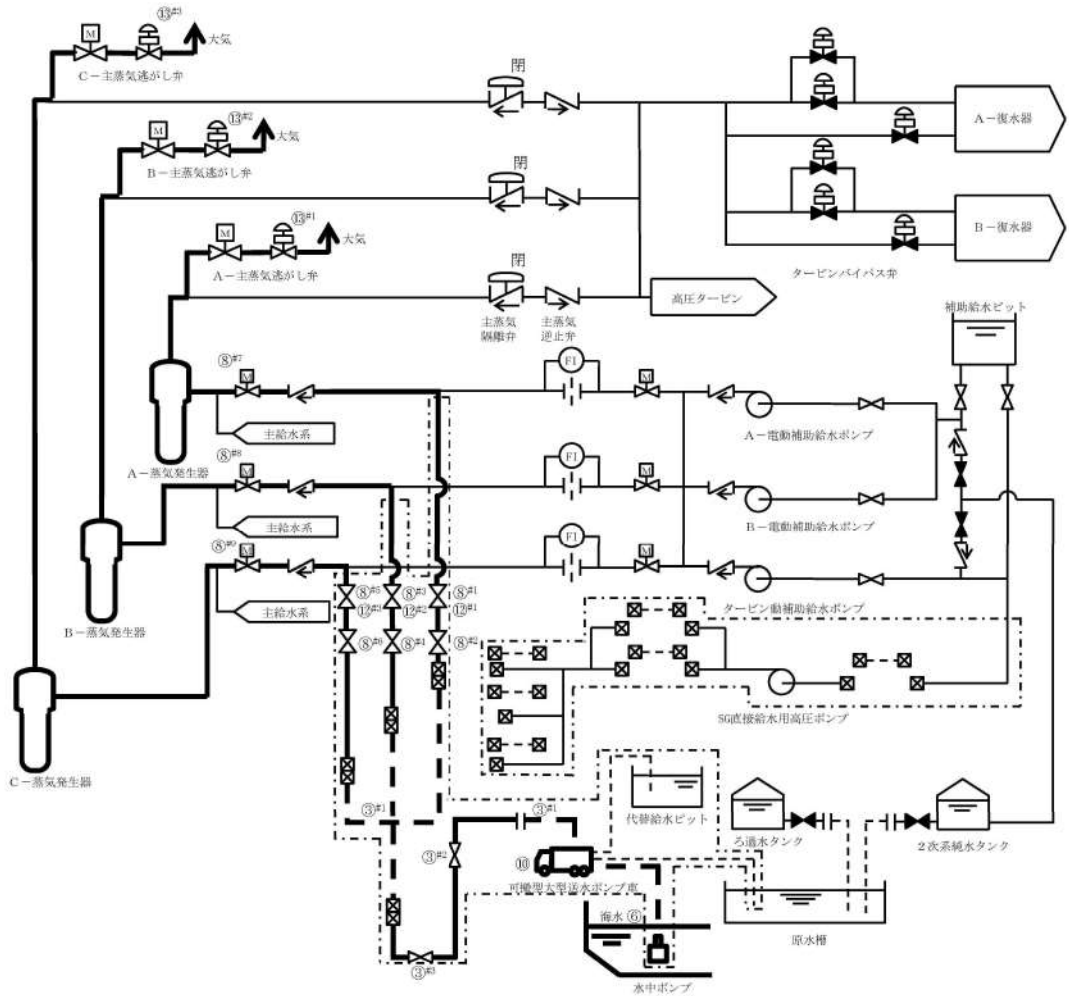 ⑬#3
M
大気
C－主蒸気逃がし弁
閉
A－復水器
⑬#2
M
大気
B－主蒸気逃がし弁
閉
B－復水器
⑬#1
M
大気
A－主蒸気逃がし弁
閉
タービンバイパス弁
高圧タービン
主蒸気
隔離弁
主蒸気
逆止弁
補助給水ピット
⑧#7
M
FI
M
主給水系
A－電動補助給水ポンプ
A－蒸気発生器
⑧#8
M
FI
M
主給水系
B－電動補助給水ポンプ
⑧#9
M
FI
M
主給水系
タービン動補助給水ポンプ
B－蒸気発生器
⑫#3
⑧#3
⑫#2
⑧#1
⑫#1
⑧#2
SG直接給水用高圧ポンプ
C－蒸気発生器
③#1
③#1
代替給水ピット
ろ過水タンク
2次系純水タンク
③#2
⑩
可搬型大型送水ポンプ車
海水 ⑥
原水槽
③#3
水中ポンプ